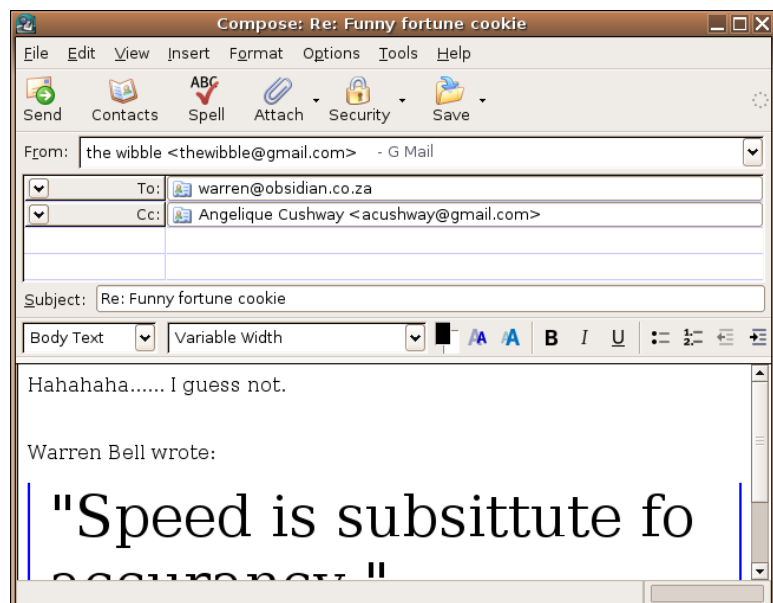 Compose: Re: Funny fortune cookie
File Edit View Insert Format Options Tools Help
ABC
Send Contacts Spell Attach Security Save
From: the wibble <thewibble@gmail.com> - G Mail
To: warren@obsidian.co.za
Cc: Angelique Cushway <acushway@gmail.com>
Subject: Re: Funny fortune cookie
Body Text Variable Width A A A B I U 1. 2.
Hahahaha...... I guess not.
Warren Bell wrote:
"Speed is subsittute fo
accurancy."